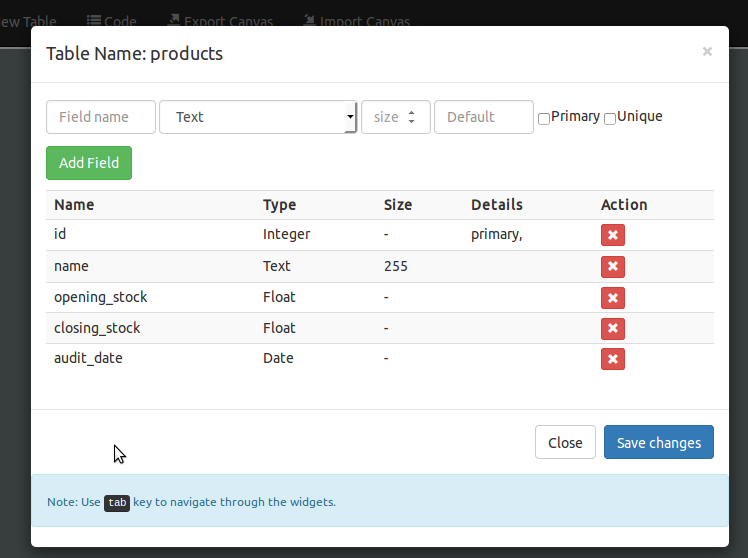 ew Table Code Export Canvas Import Canvas
Table Name: products ×
Field name Text size Default Primary Unique
Add Field
Name Type Size Details Action
id Integer - primary,
name Text 255
opening_stock Float -
closing_stock Float -
audit_date Date -
Close Save changes
Note: Use tab key to navigate through the widgets.